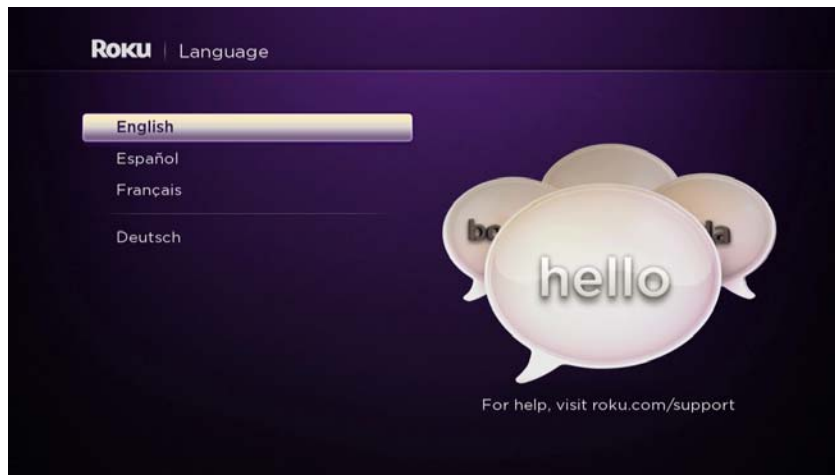 ROKU | Language
English
Español
Français
Deutsch
hello
For help, visit roku.com/support